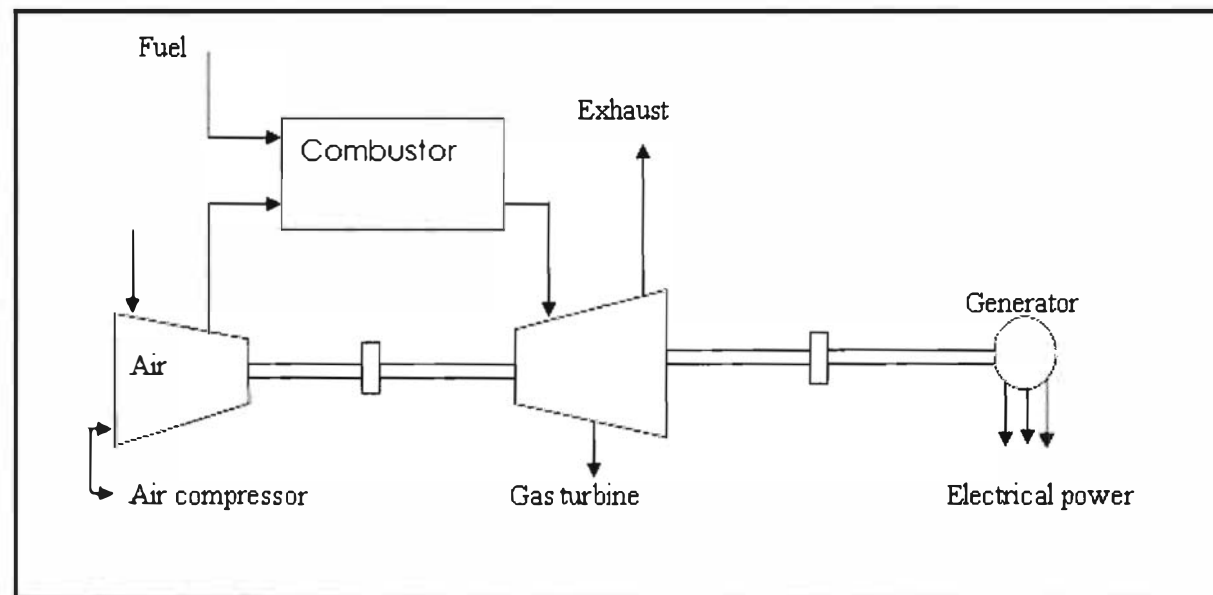 Fuel
Exhaust
Combustor
Generator
Air
Air compressor
Gas turbine
Electrical power